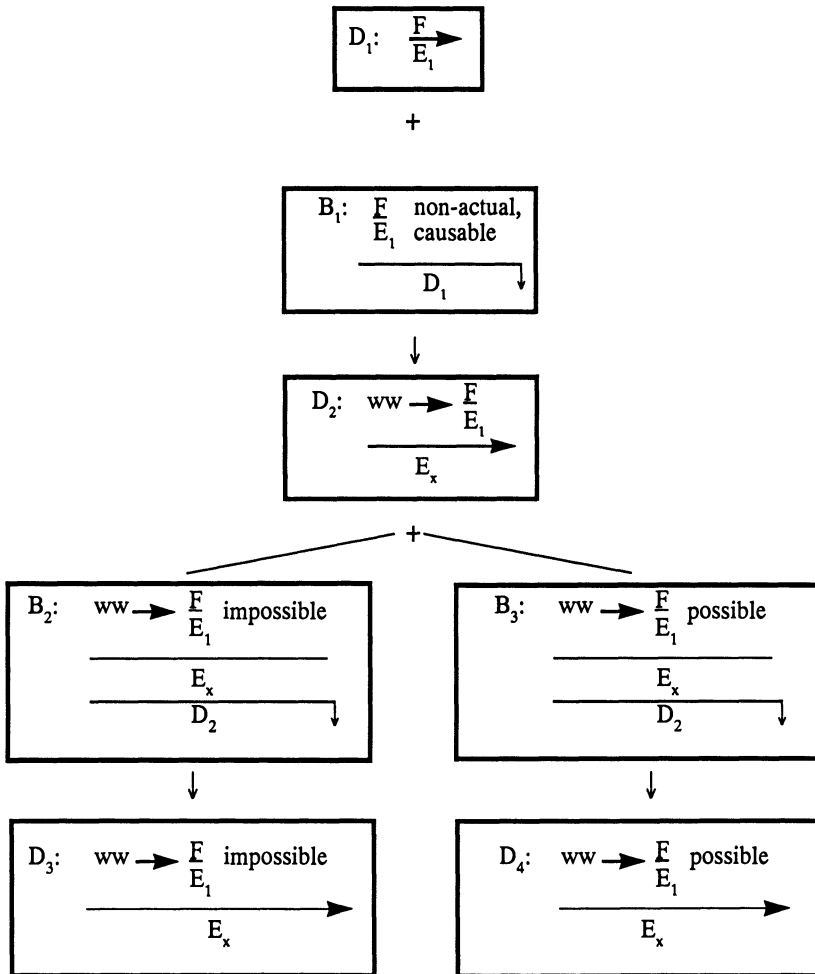 D₁: F
E₁
+
B₁: F non-actual,
E₁ causable
D₁
D₂: ww F
E₁
Eₓ
+
B₂: ww F impossible
E₁
Eₓ
D₂
B₃: ww F possible
E₁
Eₓ
D₂
D₃: ww F impossible
E₁
Eₓ
D₄: ww F possible
E₁
Eₓ